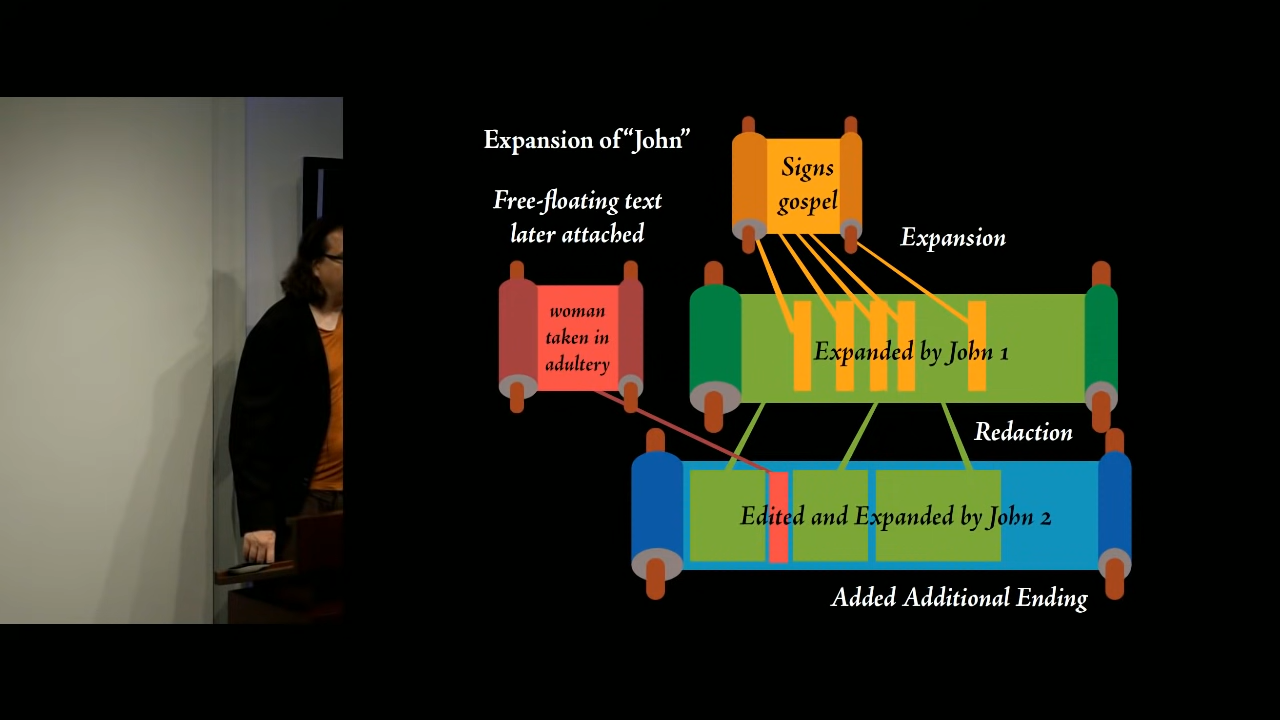 Expansion of “John”
Free-floating text
later attached
Signs
gospel
Expansion
woman
taken in
adultery
Expanded by John 1
Redaction
Edited and Expanded by John 2
Added Additional Ending